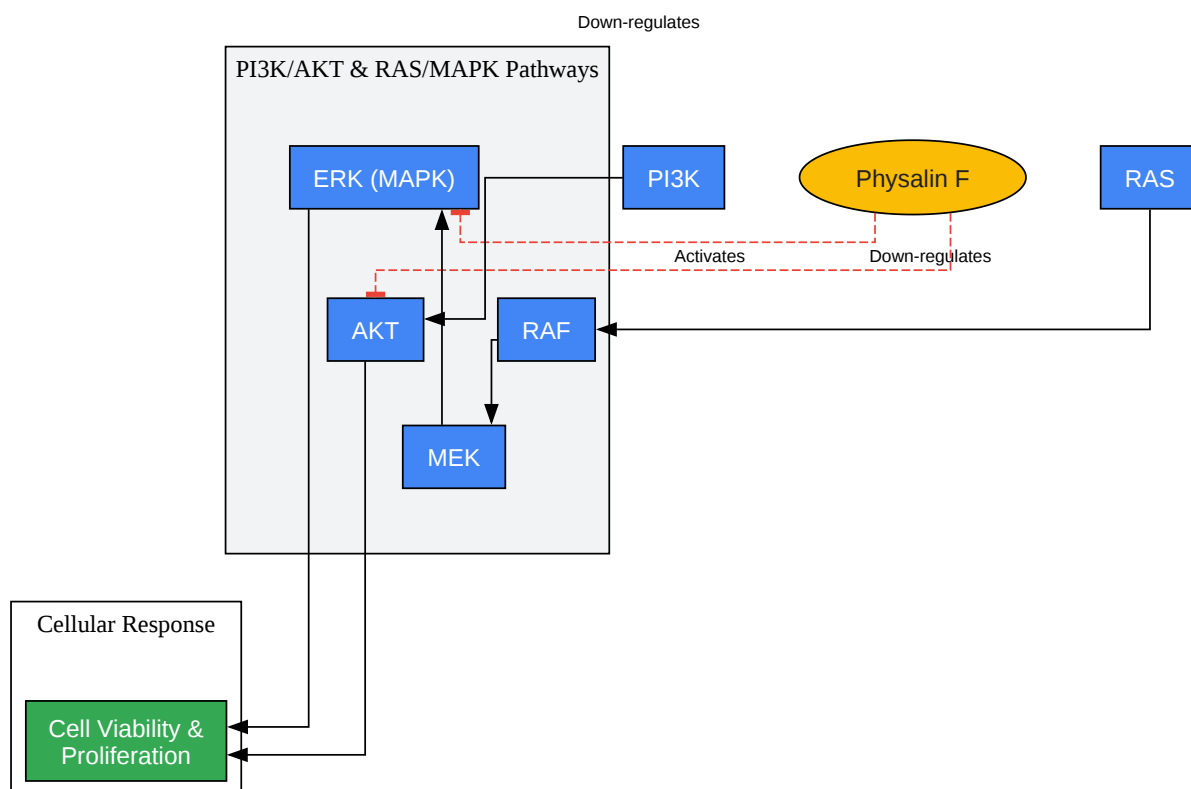 Down-regulates
PI3K/AKT & RAS/MAPK Pathways
ERK (MAPK)
PI3K
Physalin F
RAS
Activates
Down-regulates
AKT
RAF
MEK
Cellular Response
Cell Viability &
Proliferation